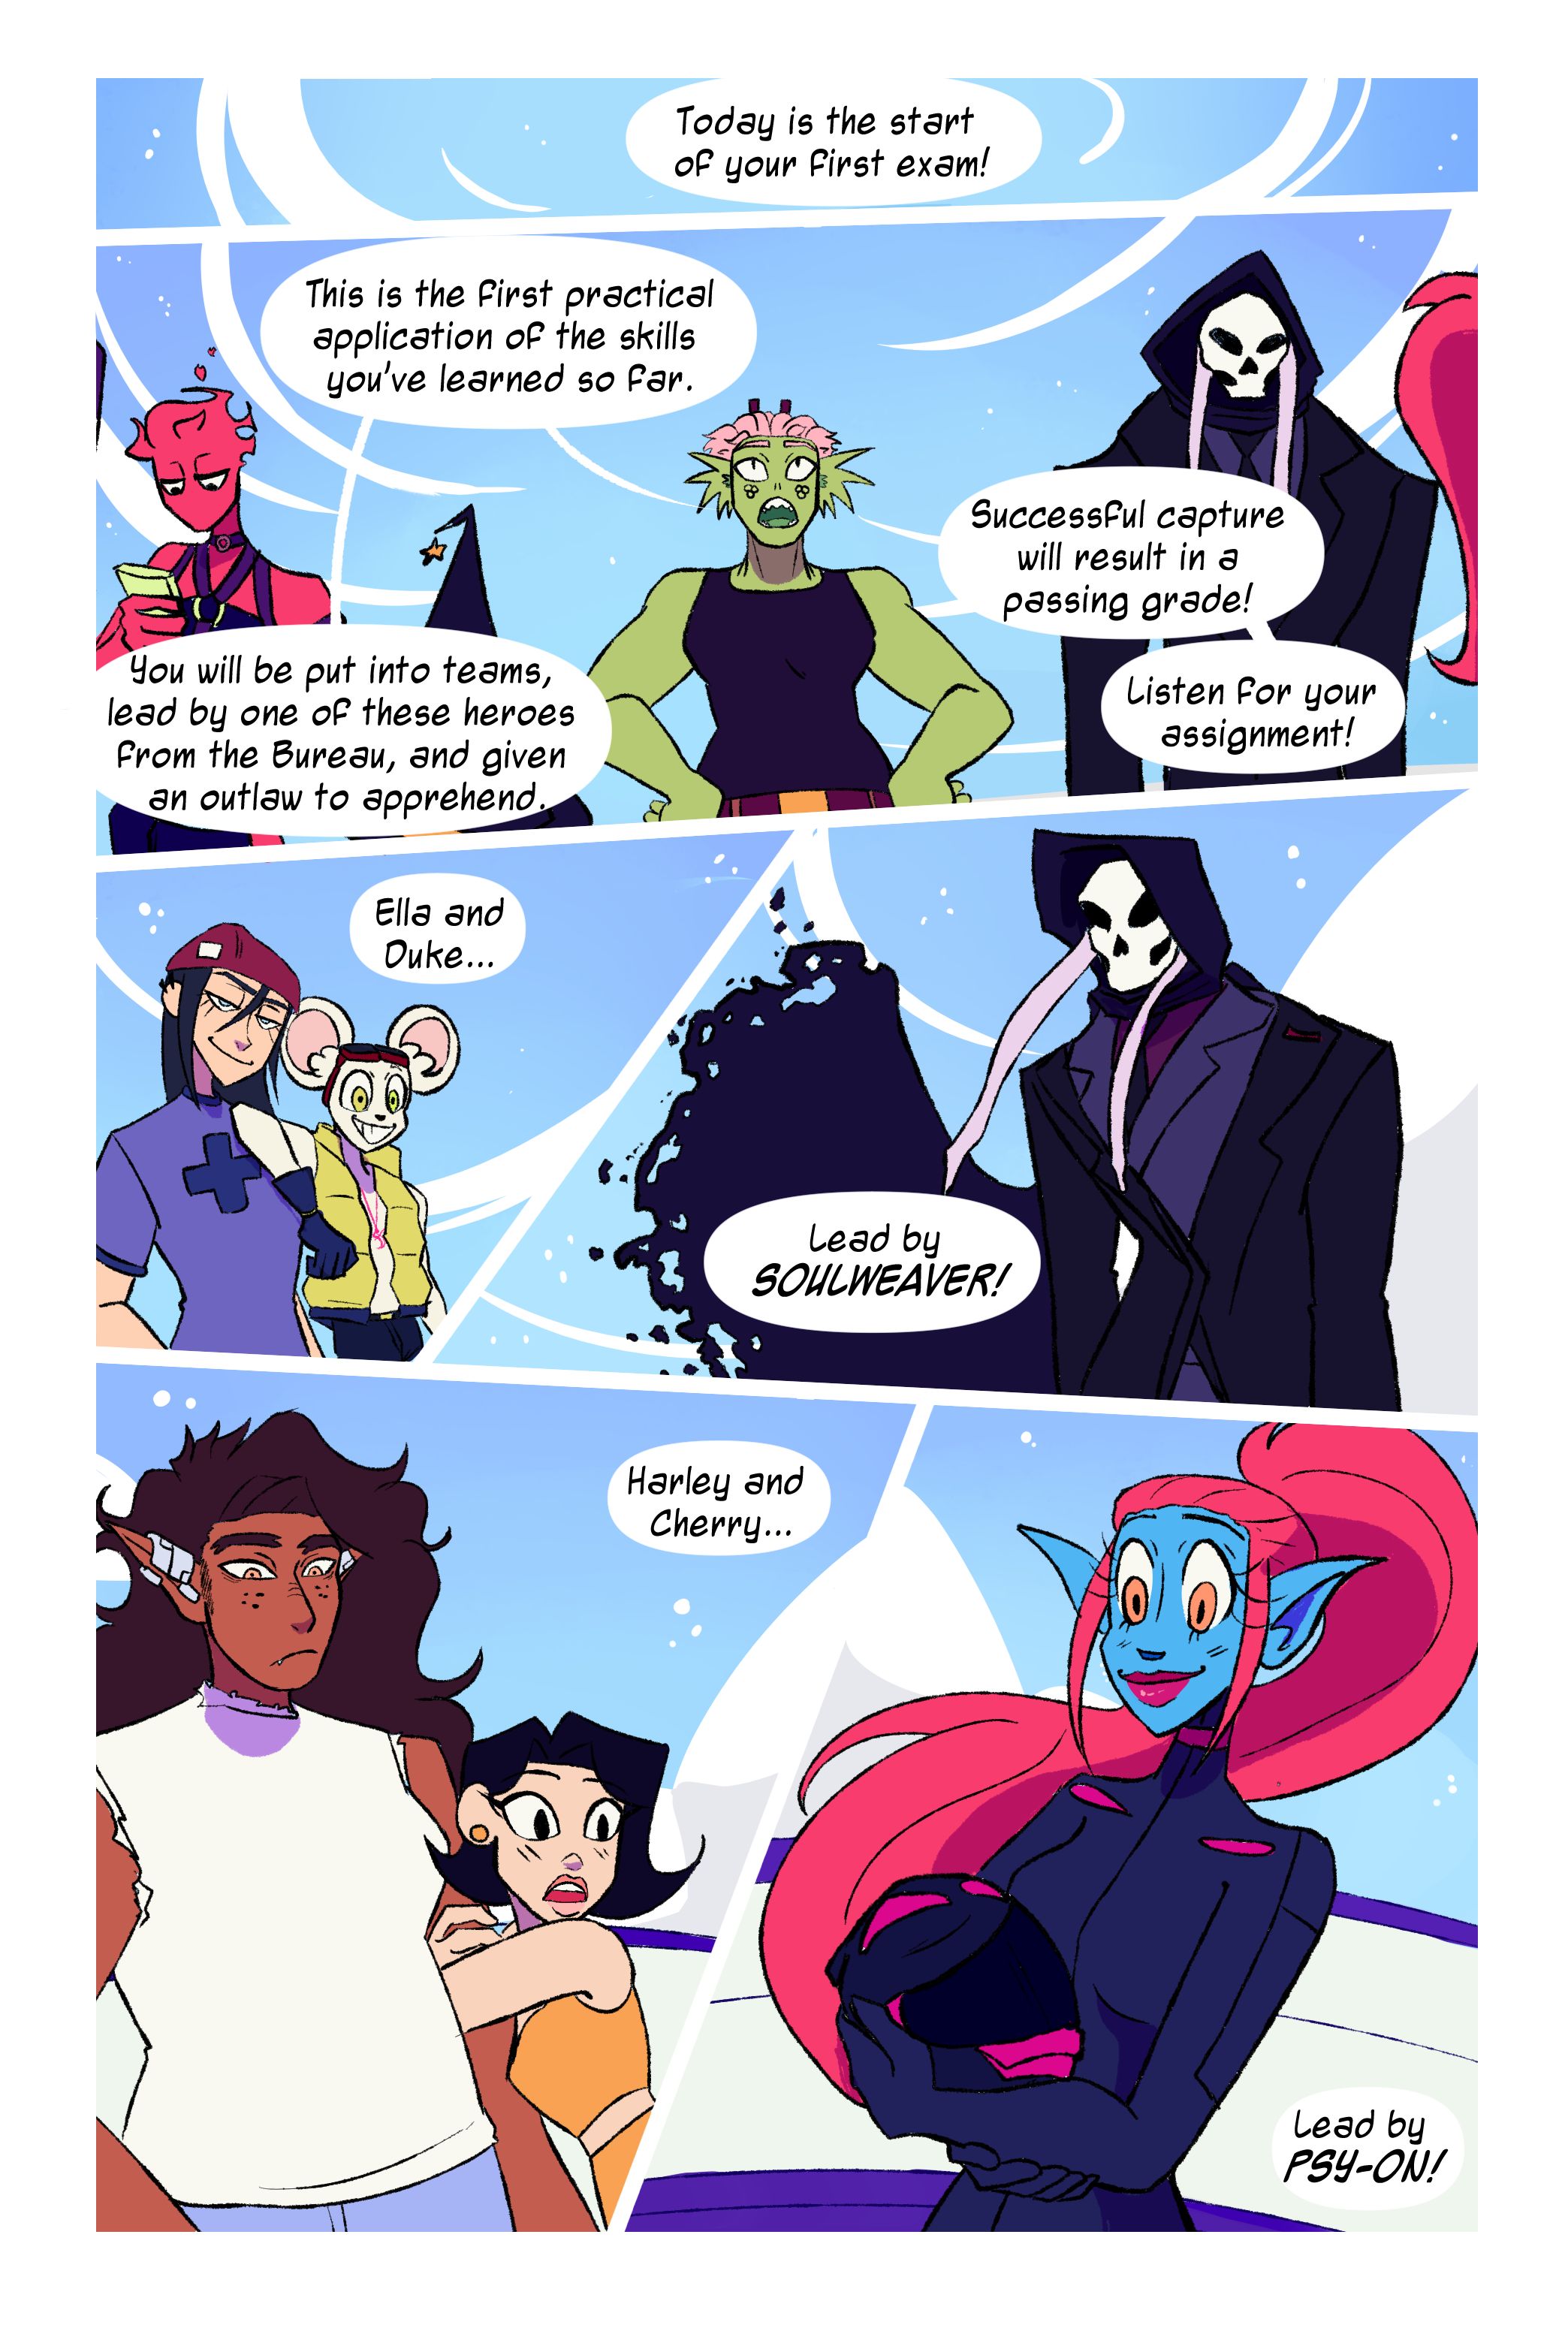 Today is the start
of your first exam!
This is the first practical
application of the skills
you've learned so far.
You will be put into teams,
lead by one of these heroes
from the Bureau, and given
an outlaw to apprehend.
Successful capture
will result in a
passing grade!
Listen for your
assignment!
Ella and
Duke...
Lead by
SOULWEAVER!
Harley and
Cherry...
Lead by
PSY-ON!